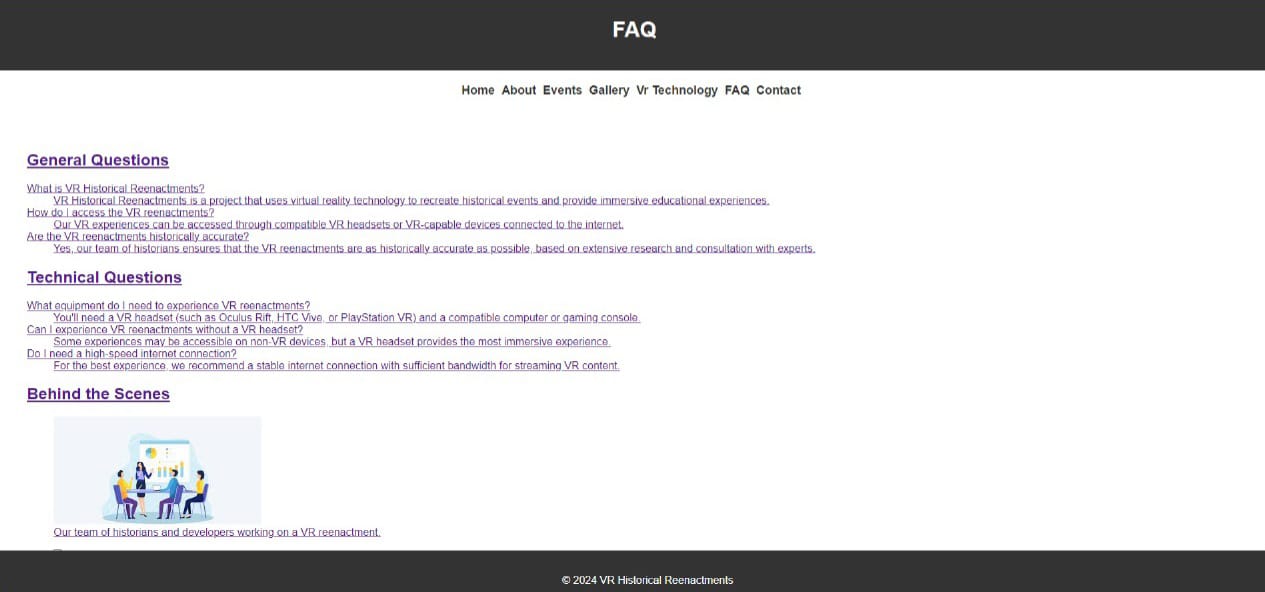 FAQ
Home About Events Gallery Vr Technology FAQ Contact
General Questions
What is VR Historical Reenactments?
VR Historical Reenactments is a project that uses virtual reality technology to recreate historical events and provide immersive educational experiences.
How do I access the VR reenactments?
Our VR experiences can be accessed through compatible VR headsets or VR-capable devices connected to the internet.
Are the VR reenactments historically accurate?
Yes, our team of historians ensures that the VR reenactments are as historically accurate as possible, based on extensive research and consultation with experts.
Technical Questions
What equipment do I need to experience VR reenactments?
You'll need a VR headset (such as Oculus Rift, HTC Vive, or PlayStation VR) and a compatible computer or gaming console.
Can I experience VR reenactments without a VR headset?
Some experiences may be accessible on non-VR devices, but a VR headset provides the most immersive experience.
Do I need a high-speed internet connection?
For the best experience, we recommend a stable internet connection with sufficient bandwidth for streaming VR content.
Behind the Scenes
Our team of historians and developers working on a VR reenactment.
© 2024 VR Historical Reenactments